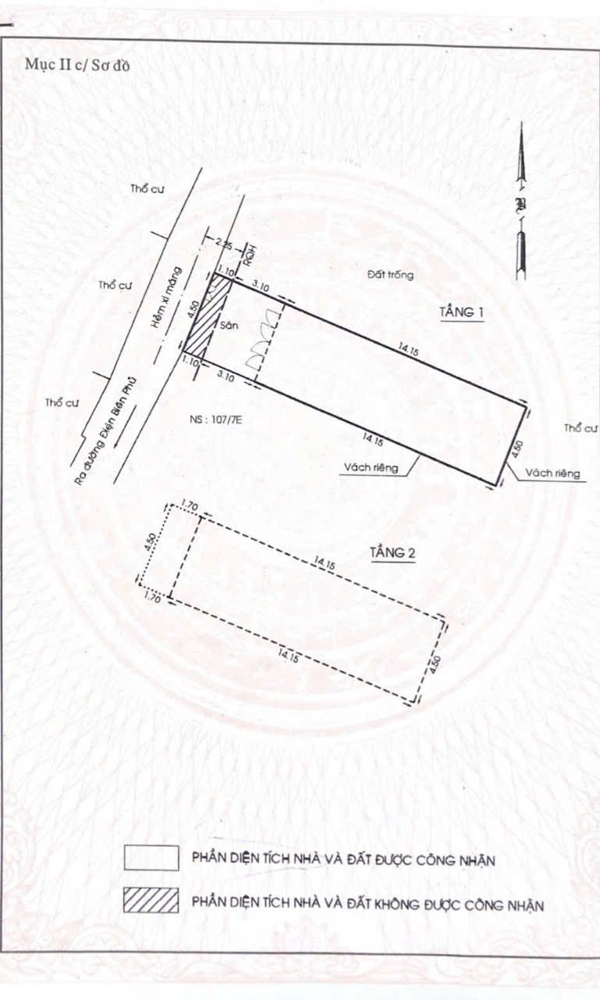 Mục II c/ Sơ đồ
Thổ cư
B
2.25
RQH
1.10
3.10
Đất trống
Thổ cư
Hẻm xi măng
4.50
TẦNG 1
Sân
14.15
1.10
3.10
Thổ cư
Ra đường Điện Biên Phủ
NS : 107/7E
Thổ cư
14.15
4.50
Vách riêng
Vách riêng
1.70
4.50
TẦNG 2
14.15
1.70
14.15
4.50
PHẦN DIỆN TÍCH NHÀ VÀ ĐẤT ĐƯỢC CÔNG NHẬN
PHẦN DIỆN TÍCH NHÀ VÀ ĐẤT KHÔNG ĐƯỢC CÔNG NHẬN